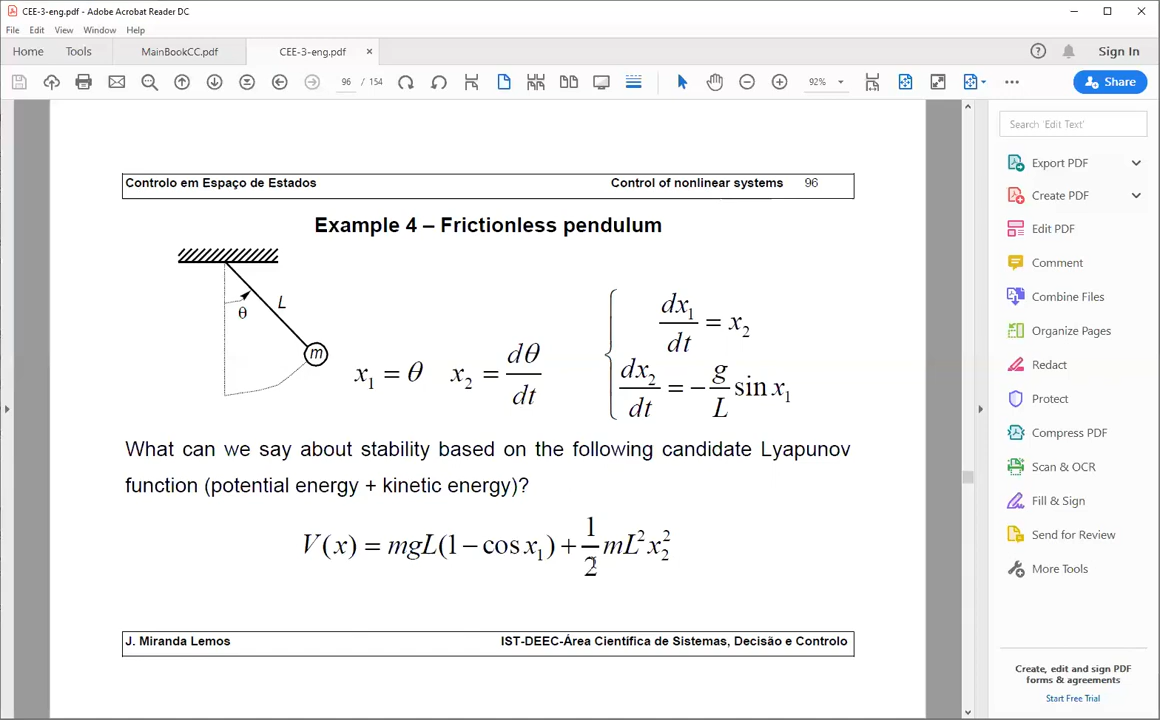 CEE-3-eng.pdf - Adobe Acrobat Reader DC
File Edit View Window Help
Home Tools MainBookCC.pdf CEE-3-eng.pdf × Sign In
96 / 154 92% Share
Search 'Edit Text'
Export PDF
Create PDF
Edit PDF
Comment
Combine Files
Organize Pages
Redact
Protect
Compress PDF
Scan & OCR
Fill & Sign
Send for Review
More Tools
Create, edit and sign PDF
forms & agreements
Start Free Trial
Controlo em Espaço de Estados Control of nonlinear systems 96
Example 4 – Frictionless pendulum
θ L m
x₁ = θ x₂ = dθ/dt
dx₁/dt = x₂
dx₂/dt = −g/L sin x₁
What can we say about stability based on the following candidate Lyapunov
function (potential energy + kinetic energy)?
V(x) = mgL(1 − cos x₁) + 1/2 mL²x₂²
J. Miranda Lemos IST-DEEC-Área Científica de Sistemas, Decisão e Controlo